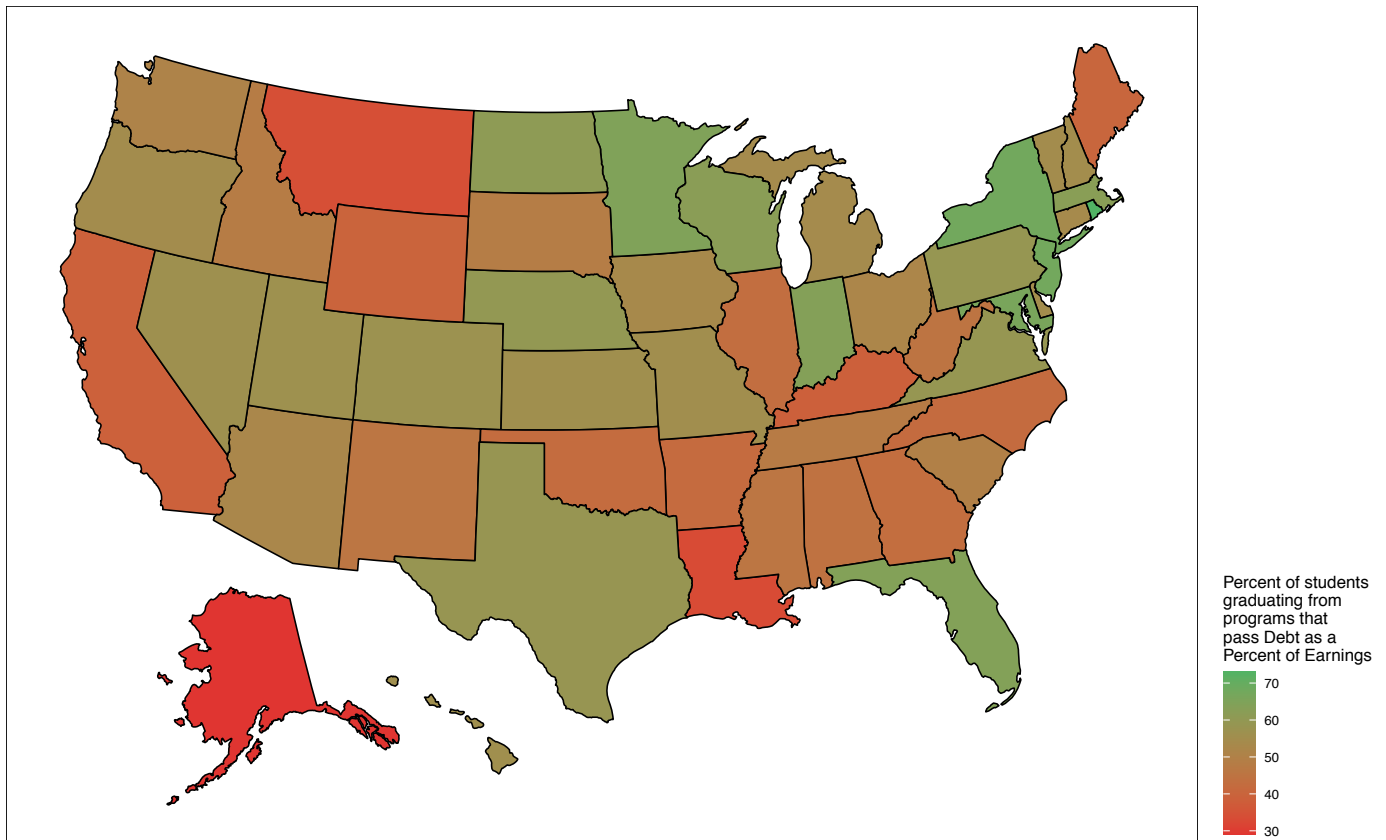 Percent of students
graduating from
programs that
pass Debt as a
Percent of Earnings
70
60
50
40
30